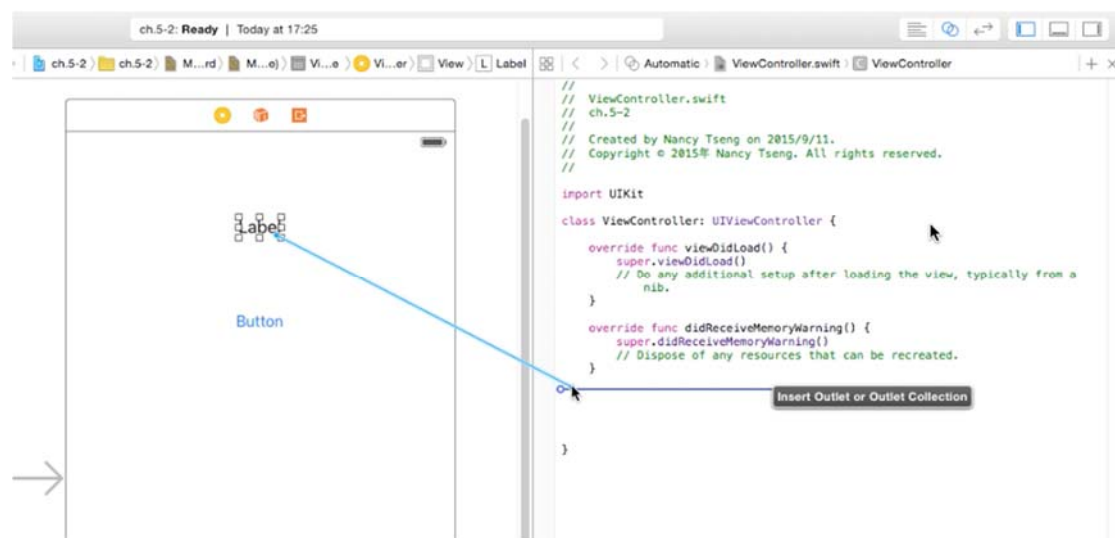 ch.5-2: Ready | Today at 17:25
ch.5-2 〉 ch.5-2 〉 M...rd 〉 M...e) 〉 Vi...e 〉 Vi...er 〉 View 〉 L Label
< > Automatic 〉 ViewController.swift 〉 C ViewController + ×
//
// ViewController.swift
// ch.5-2
//
// Created by Nancy Tseng on 2015/9/11.
// Copyright © 2015年 Nancy Tseng. All rights reserved.
//
import UIKit
class ViewController: UIViewController {
override func viewDidLoad() {
super.viewDidLoad()
// Do any additional setup after loading the view, typically from a
nib.
}
override func didReceiveMemoryWarning() {
super.didReceiveMemoryWarning()
// Dispose of any resources that can be recreated.
}
Insert Outlet or Outlet Collection
}
Label
Button